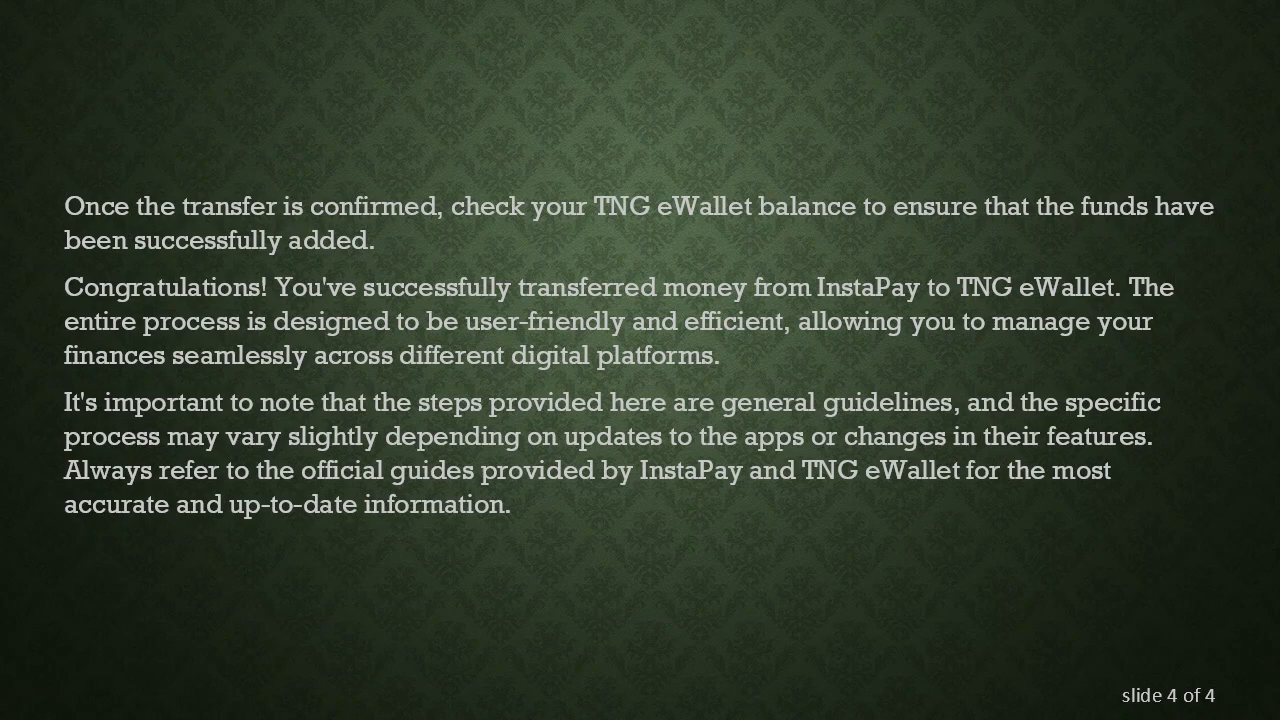 Once the transfer is confirmed, check your TNG eWallet balance to ensure that the funds have
been successfully added.
Congratulations! You've successfully transferred money from InstaPay to TNG eWallet. The
entire process is designed to be user-friendly and efficient, allowing you to manage your
finances seamlessly across different digital platforms.
It's important to note that the steps provided here are general guidelines, and the specific
process may vary slightly depending on updates to the apps or changes in their features.
Always refer to the official guides provided by InstaPay and TNG eWallet for the most
accurate and up-to-date information.
slide 4 of 4